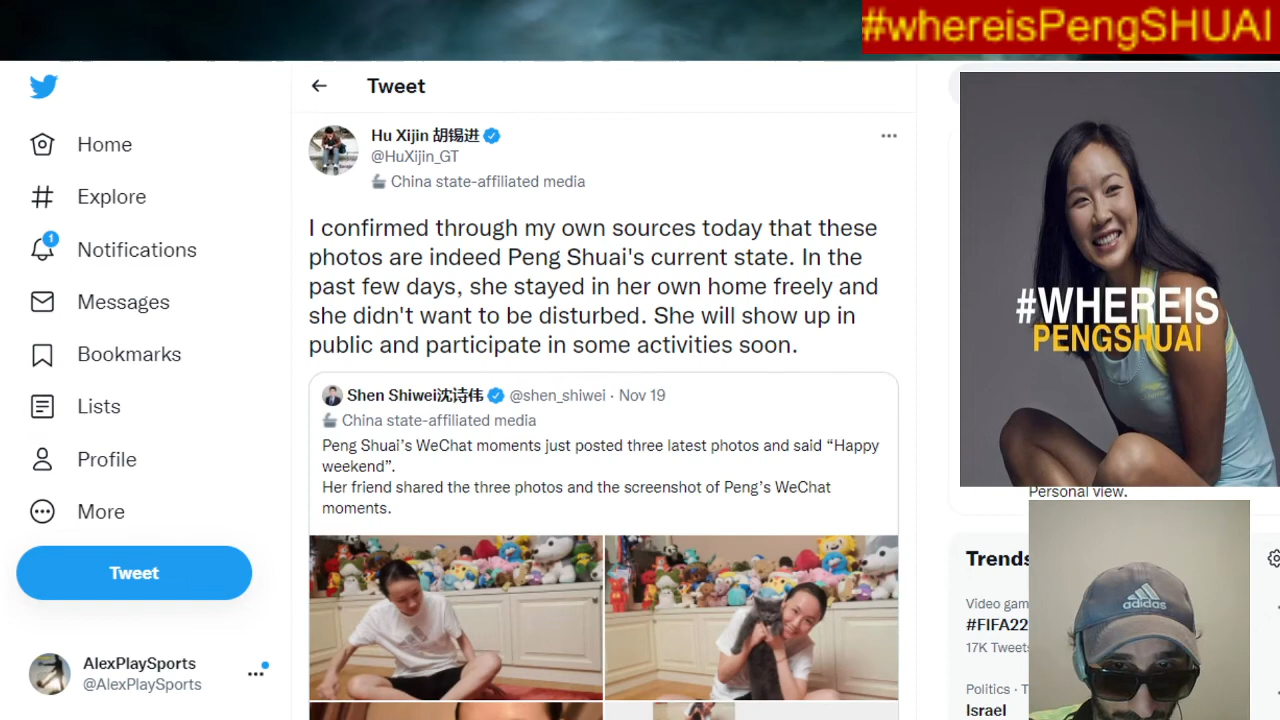 #whereisPengSHUAI
Tweet
Home
Explore
1
Notifications
Messages
Bookmarks
Lists
Profile
More
Tweet
AlexPlaySports
@AlexPlaySports
Hu Xijin 胡锡进
@HuXijin_GT
China state-affiliated media
I confirmed through my own sources today that these
photos are indeed Peng Shuai's current state. In the
past few days, she stayed in her own home freely and
she didn't want to be disturbed. She will show up in
public and participate in some activities soon.
Shen Shiwei沈诗伟 @shen_shiwei · Nov 19
China state-affiliated media
Peng Shuai’s WeChat moments just posted three latest photos and said “Happy
weekend”.
Her friend shared the three photos and the screenshot of Peng’s WeChat
moments.
#WHEREIS
PENGSHUAI
Personal view.
Trends
Video gam
#FIFA22
17K Tweets
Politics · T
Israel
adidas